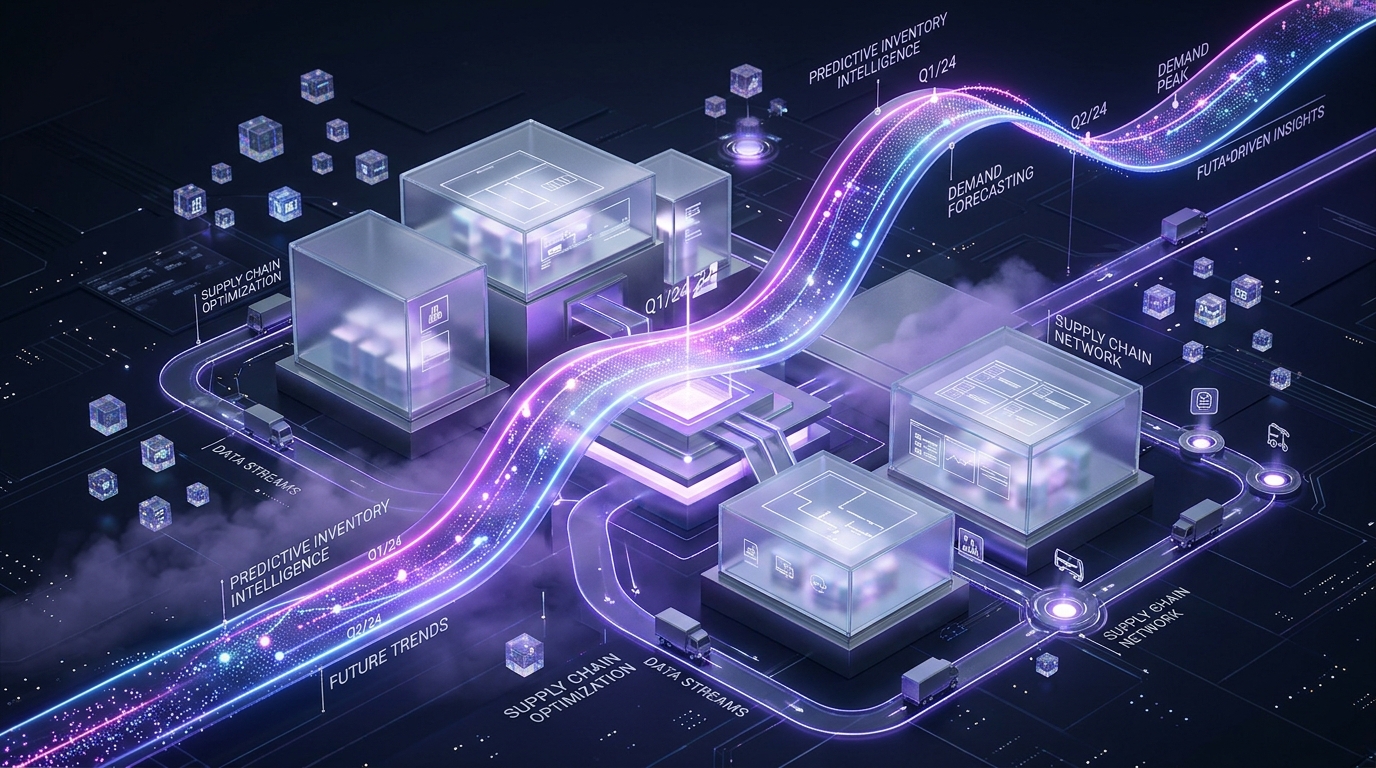 PREDICTIVE INVENTORY
INTELLIGENCE
Q1/24
DEMAND
PEAK
Q2/24
FUTA-DRIVEN INSIGHTS
DEMAND
FORECASTING
SUPPLY CHAIN
OPTIMIZATION
Q1/24
SUPPLY CHAIN
NETWORK
DATA STREAMS
PREDICTIVE INVENTORY
INTELLIGENCE
Q1/24
Q2/24
FUTURE TRENDS
SUPPLY CHAIN
OPTIMIZATION
DATA STREAMS
SUPPLY CHAIN
NETWORK